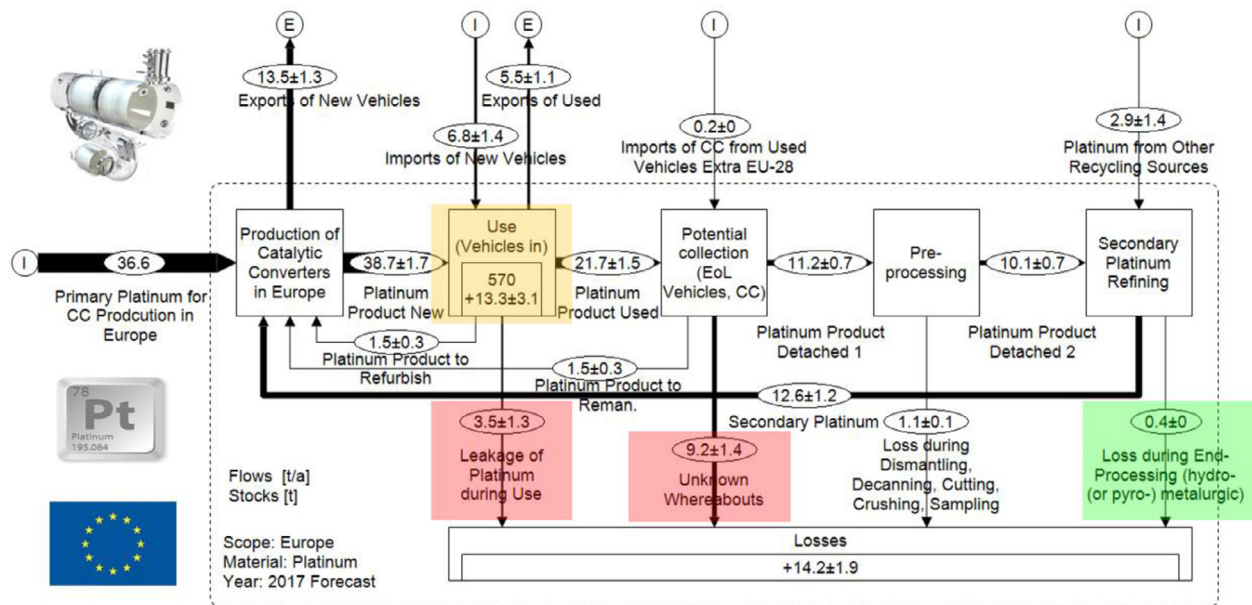 E
I
E
I
I
13.5±1.3
Exports of New Vehicles
5.5±1.1
Exports of Used
6.8±1.4
Imports of New Vehicles
0.2±0
Imports of CC from Used
Vehicles Extra EU-28
2.9±1.4
Platinum from Other
Recycling Sources
I
36.6
Primary Platinum for
CC Prodcution in
Europe
Production of
Catalytic
Converters
in Europe
38.7±1.7
Platinum
Product New
Use
(Vehicles in)
570
+13.3±3.1
21.7±1.5
Platinum
Product Used
Potential
collection
(EoL
Vehicles, CC)
11.2±0.7
Platinum Product
Detached 1
Pre-
processing
10.1±0.7
Platinum Product
Detached 2
Secondary
Platinum
Refining
1.5±0.3
Platinum Product to
Refurbish
1.5±0.3
Platinum Product to
Reman.
12.6±1.2
Secondary Platinum
3.5±1.3
Leakage of
Platinum
during Use
9.2±1.4
Unknown
Whereabouts
1.1±0.1
Loss during
Dismantling,
Decanning, Cutting,
Crushing, Sampling
0.4±0
Loss during End-
Processing (hydro-
(or pyro-) metalurgic)
78
Pt
Platinum
195.084
Flows [t/a]
Stocks [t]
Scope: Europe
Material: Platinum
Year: 2017 Forecast
Losses
+14.2±1.9